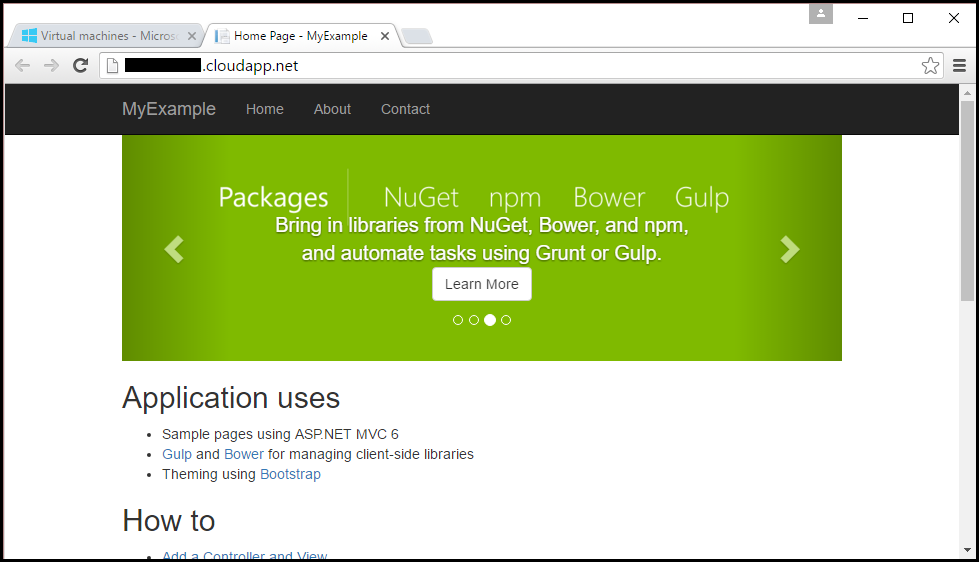 Virtual machines - Micros
Home Page - MyExample
.cloudapp.net
MyExample Home About Contact
Packages NuGet npm Bower Gulp
Bring in libraries from NuGet, Bower, and npm,
and automate tasks using Grunt or Gulp.
Learn More
Application uses
Sample pages using ASP.NET MVC 6
Gulp and Bower for managing client-side libraries
Theming using Bootstrap
How to
Add a Controller and View